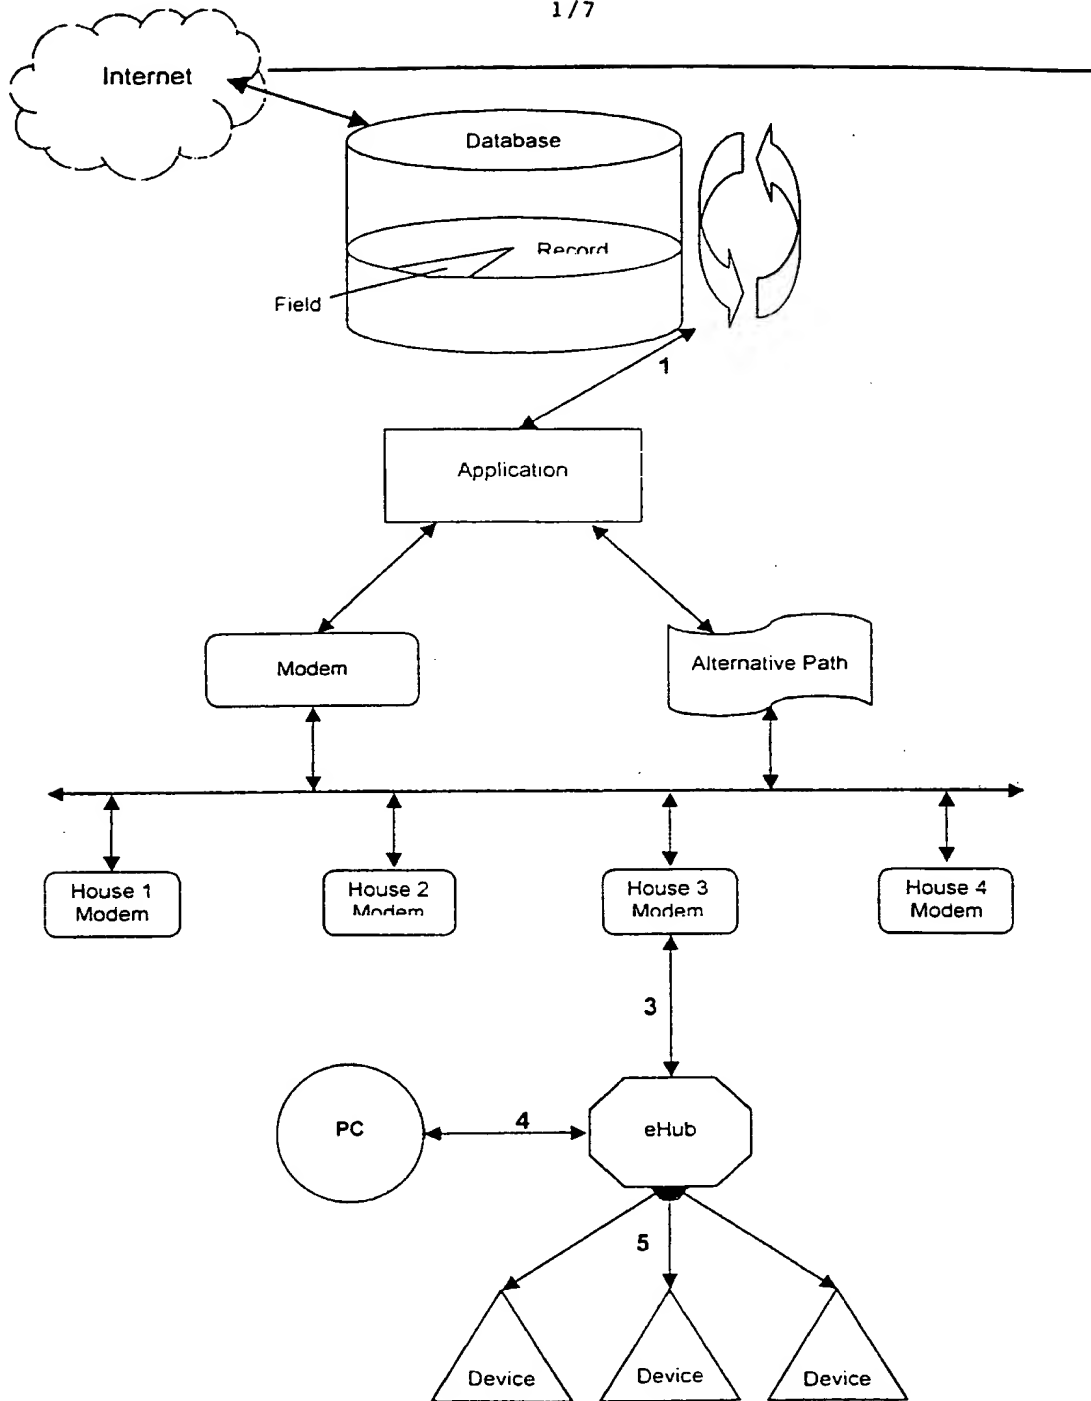 1/7
Internet
Database
Record
Field
1
Application
Modem
Alternative Path
House 1
Modem
House 2
Modem
House 3
Modem
House 4
Modem
3
PC
4
eHub
5
Device
Device
Device